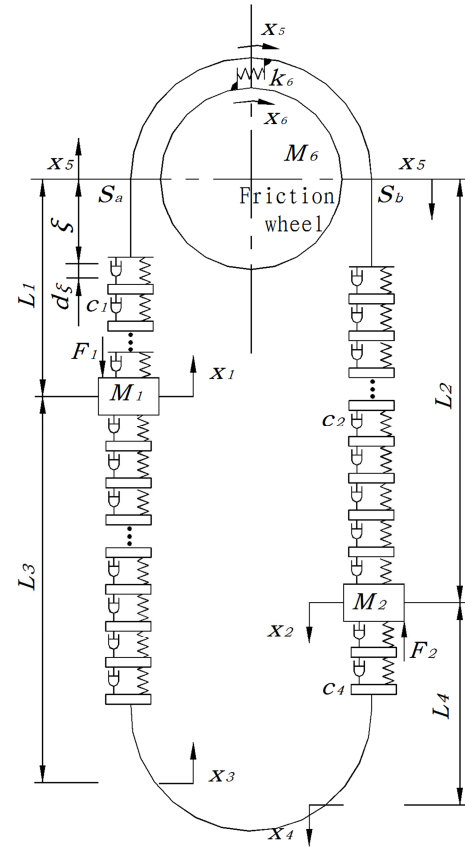 x5
k6
x6
M6
x5
x5
Sa
Sb
Friction
wheel
ξ
dξ
L1
c1
F1
x1
M1
L2
c2
L3
M2
x2
F2
c4
L4
x3
x4